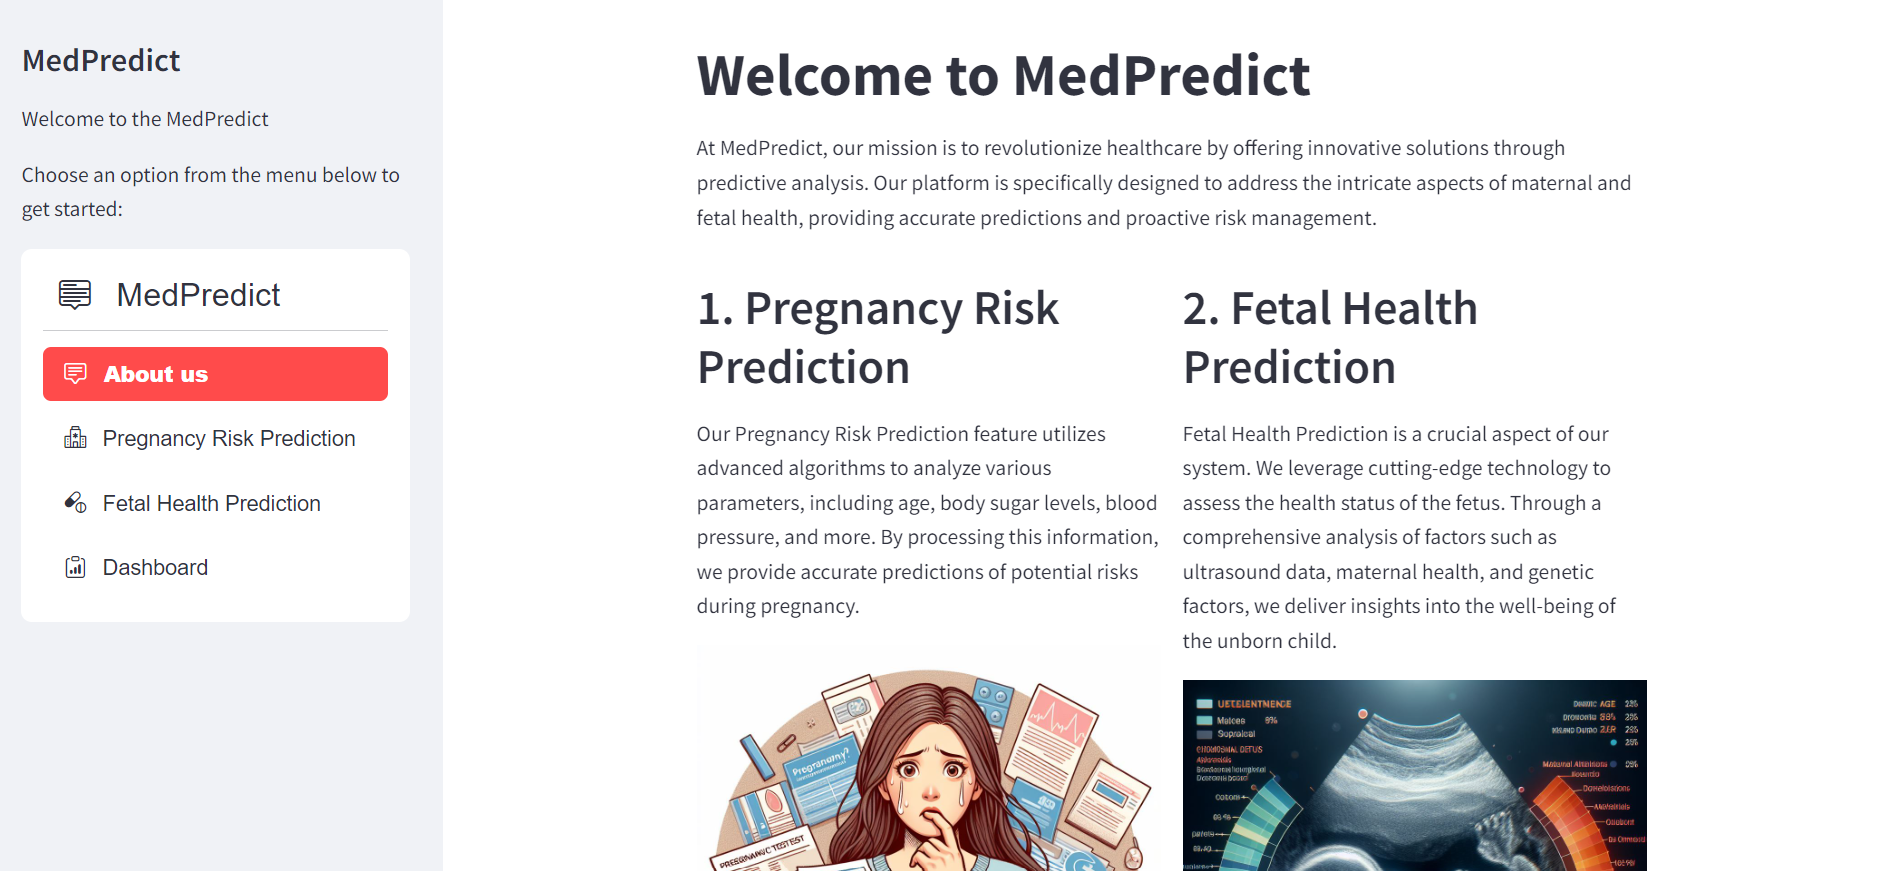 MedPredict
Welcome to the MedPredict
Choose an option from the menu below to
get started:
MedPredict
About us
Pregnancy Risk Prediction
Fetal Health Prediction
Dashboard
Welcome to MedPredict
At MedPredict, our mission is to revolutionize healthcare by offering innovative solutions through
predictive analysis. Our platform is specifically designed to address the intricate aspects of maternal and
fetal health, providing accurate predictions and proactive risk management.
1. Pregnancy Risk
Prediction
Our Pregnancy Risk Prediction feature utilizes
advanced algorithms to analyze various
parameters, including age, body sugar levels, blood
pressure, and more. By processing this information,
we provide accurate predictions of potential risks
during pregnancy.
2. Fetal Health
Prediction
Fetal Health Prediction is a crucial aspect of our
system. We leverage cutting-edge technology to
assess the health status of the fetus. Through a
comprehensive analysis of factors such as
ultrasound data, maternal health, and genetic
factors, we deliver insights into the well-being of
the unborn child.
AGE